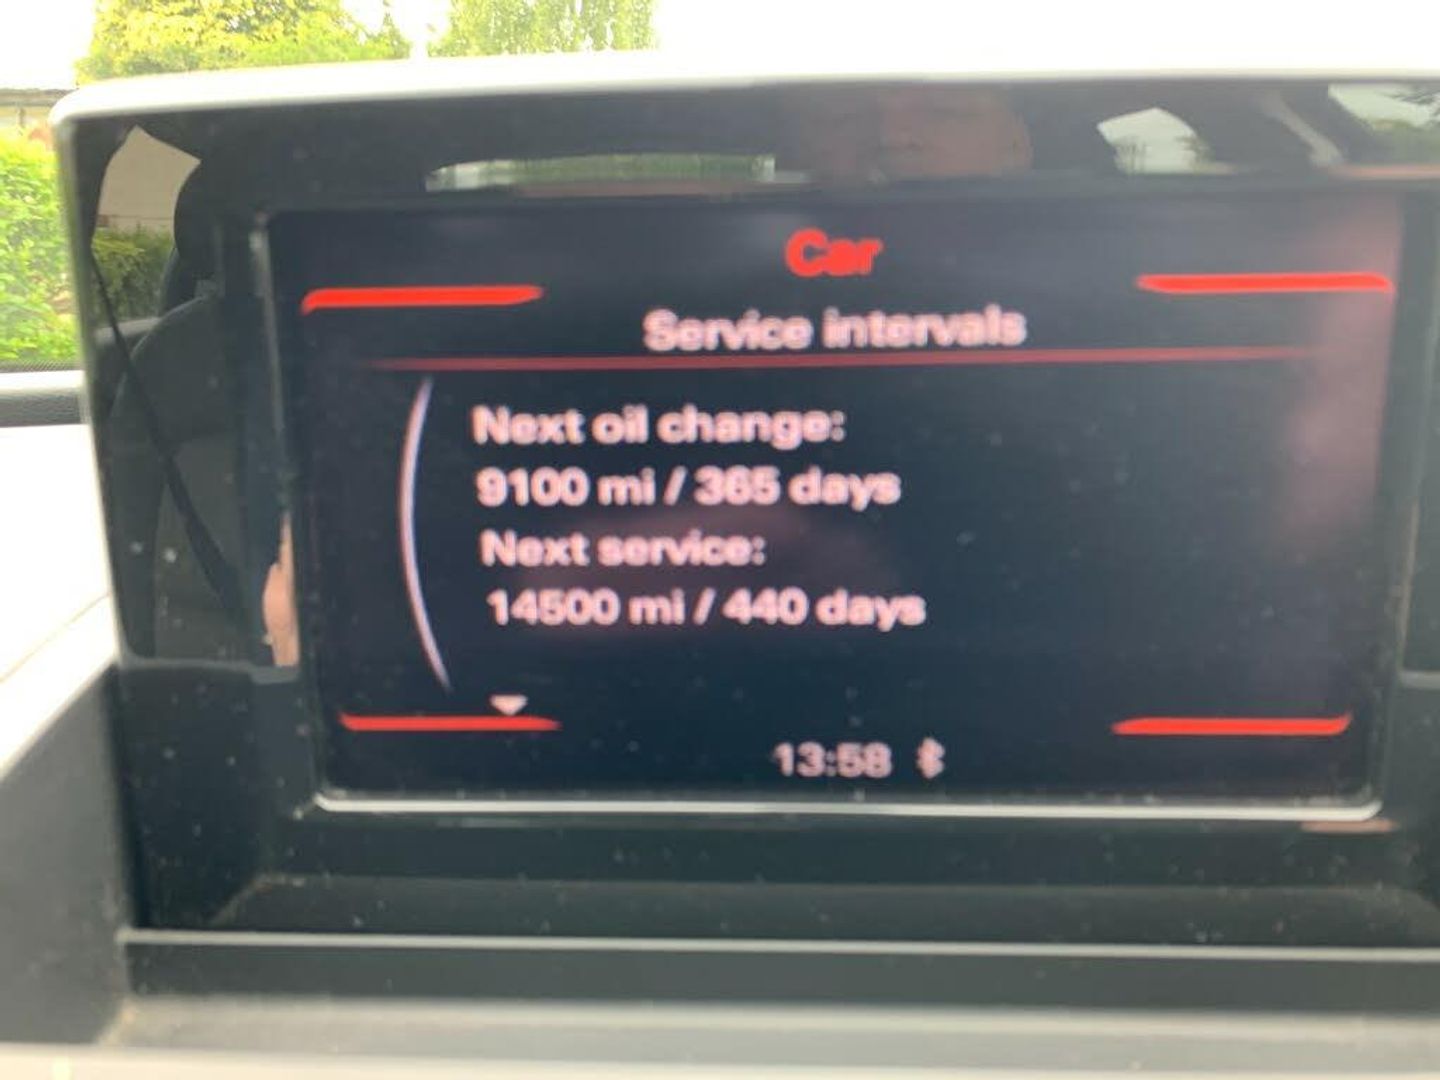 Car
Service intervals
Next oil change:
9100 mi / 365 days
Next service:
14500 mi / 440 days
13:58